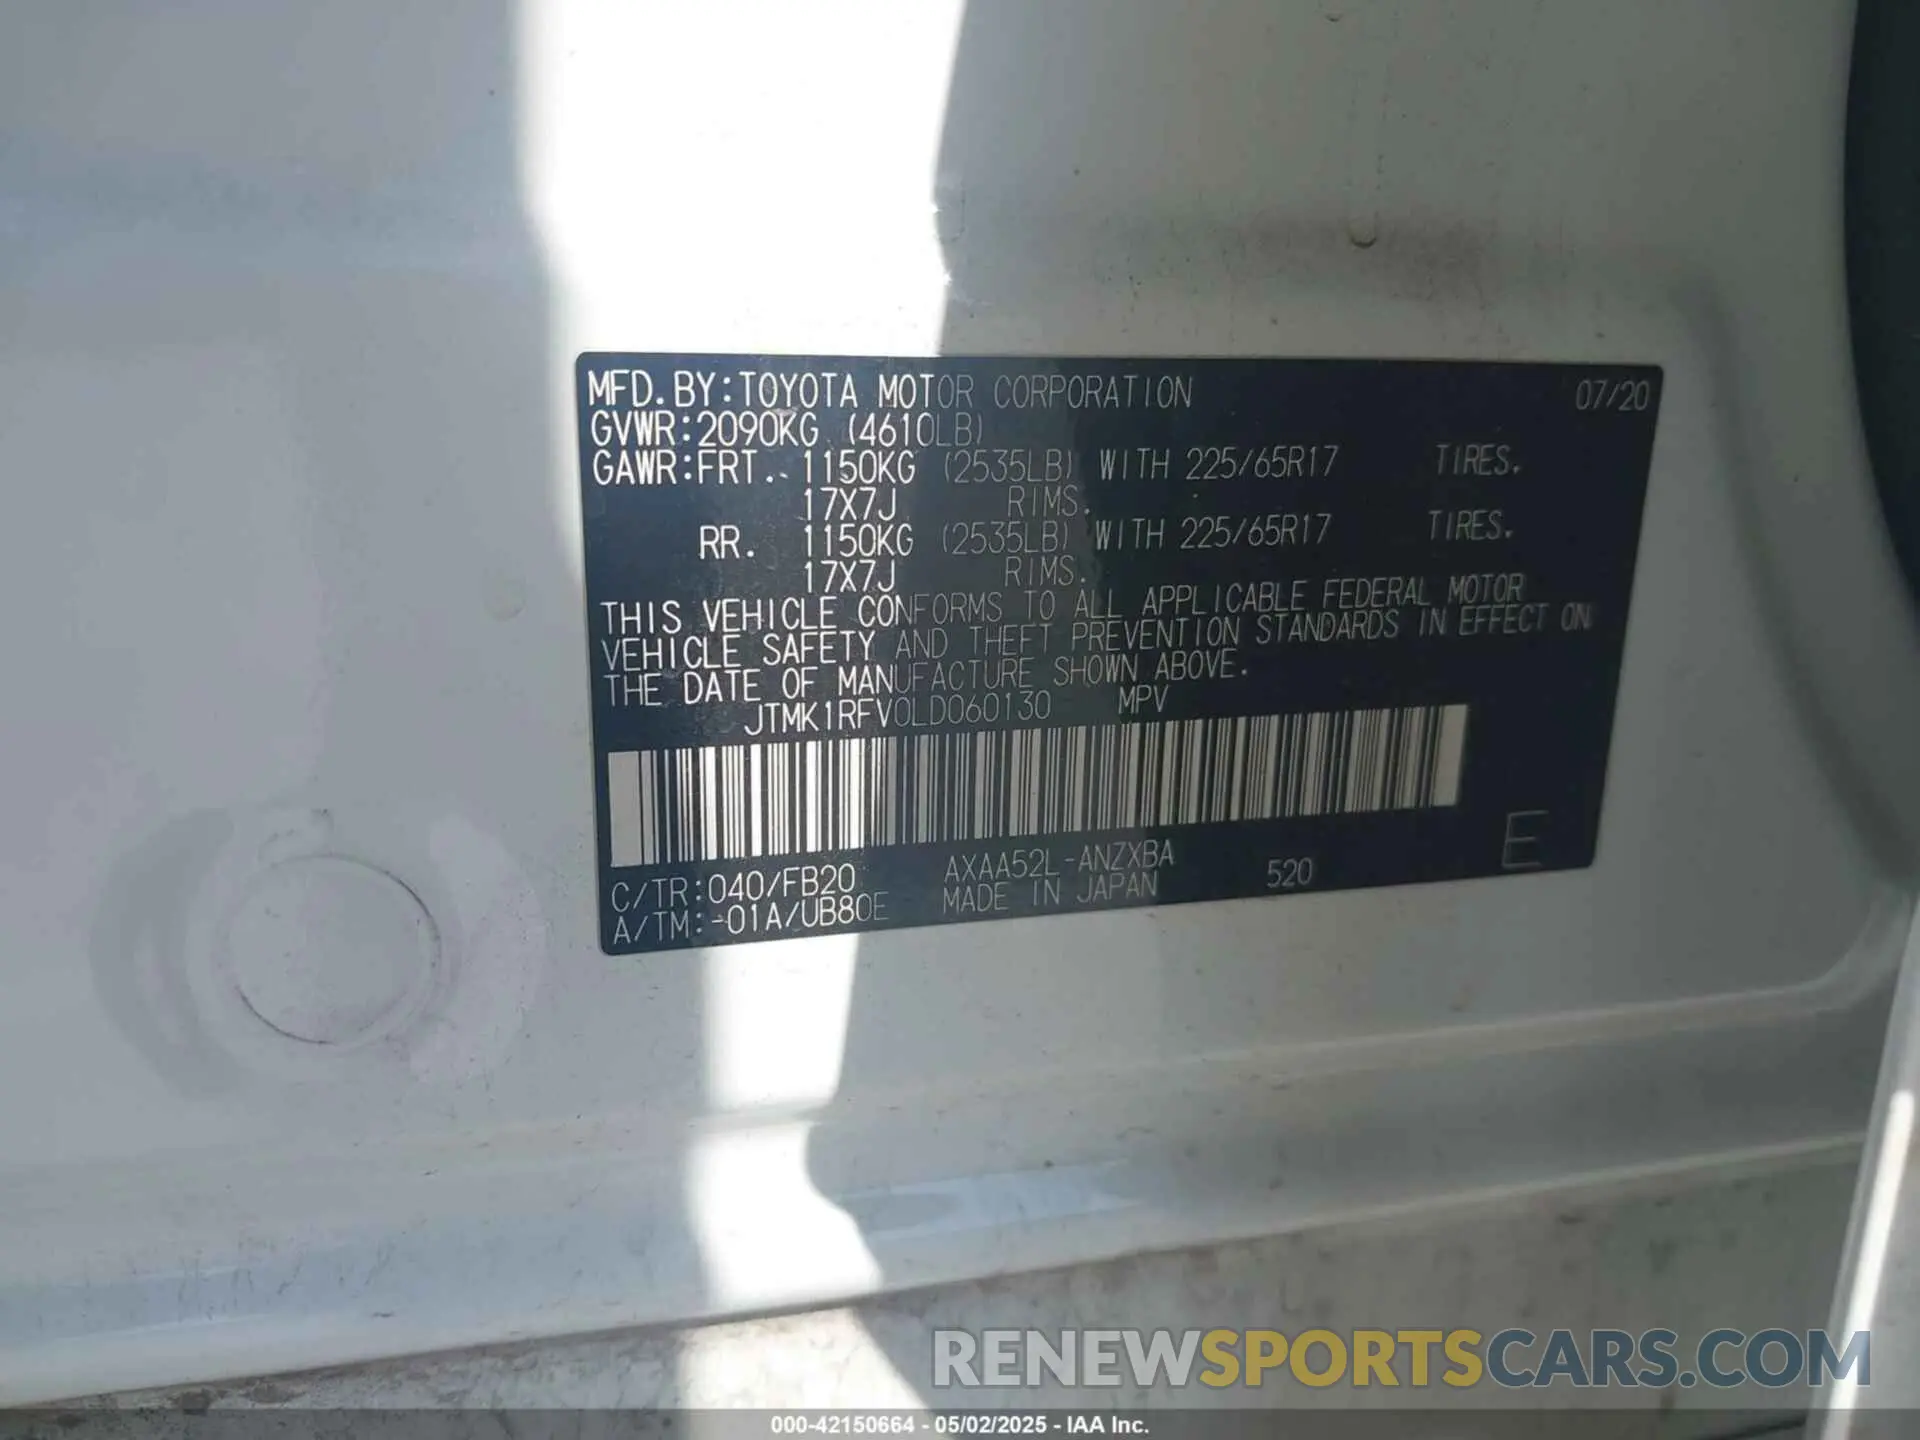 MFD.BY:TOYOTA MOTOR CORPORATION 07/20
GVWR:2090KG (4610LB)
GAWR:FRT. 1150KG (2535LB) WITH 225/65R17 TIRES.
17X7J RIMS.
RR. 1150KG (2535LB) WITH 225/65R17 TIRES.
17X7J RIMS.
THIS VEHICLE CONFORMS TO ALL APPLICABLE FEDERAL MOTOR
VEHICLE SAFETY AND THEFT PREVENTION STANDARDS IN EFFECT ON
THE DATE OF MANUFACTURE SHOWN ABOVE.
JTMK1RFV0LD060130 MPV
C/TR:040/FB20 AXAA52L-ANZXBA 520 E
A/TM:-01A/UB80E MADE IN JAPAN
RENEWSPORTSCARS.COM
000-42150664 - 05/02/2025 - IAA Inc.